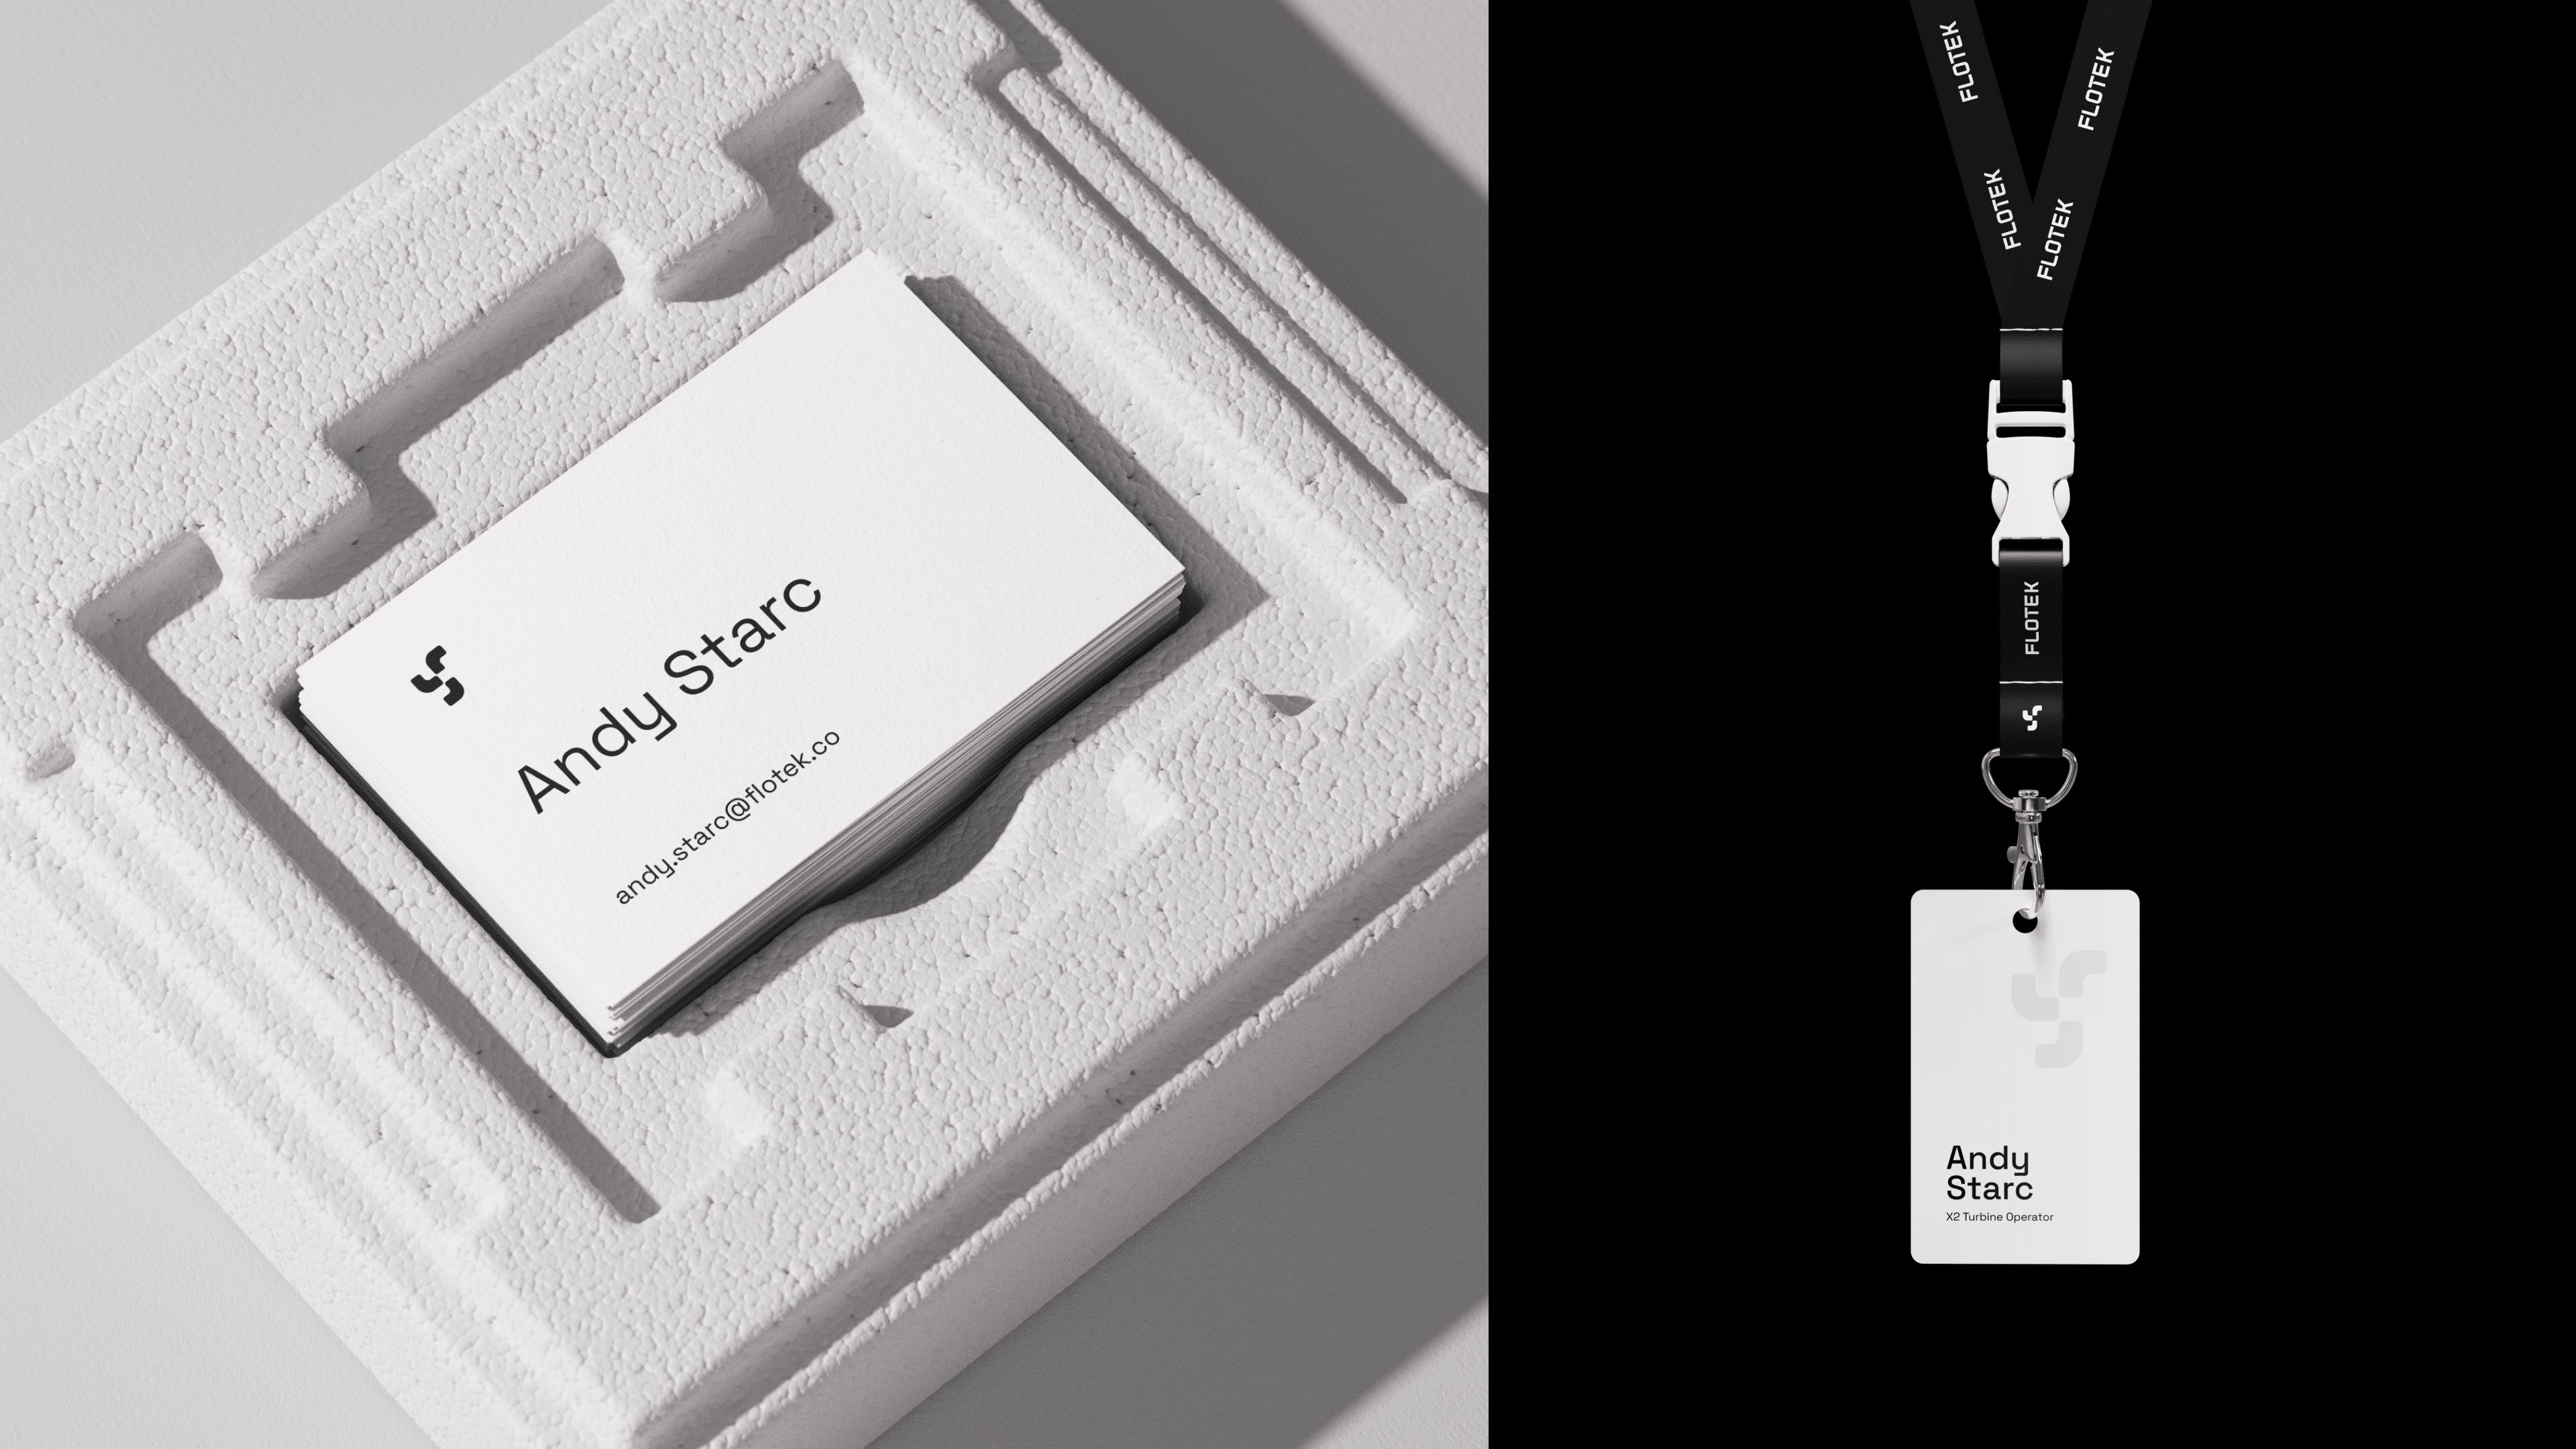 Andy Starc
andy.starc@flotek.co
FLOTEK
FLOTEK
FLOTEK
FLOTEK
FLOTEK
Andy
Starc
X2 Turbine Operator